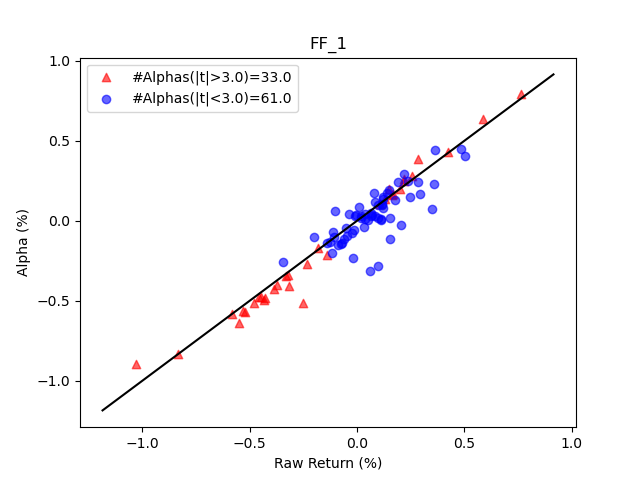 FF_1
#Alphas(|t|>3.0)=33.0
#Alphas(|t|<3.0)=61.0
Alpha (%)
1.0
0.5
0.0
−0.5
−1.0
−1.0 −0.5 0.0 0.5 1.0
Raw Return (%)